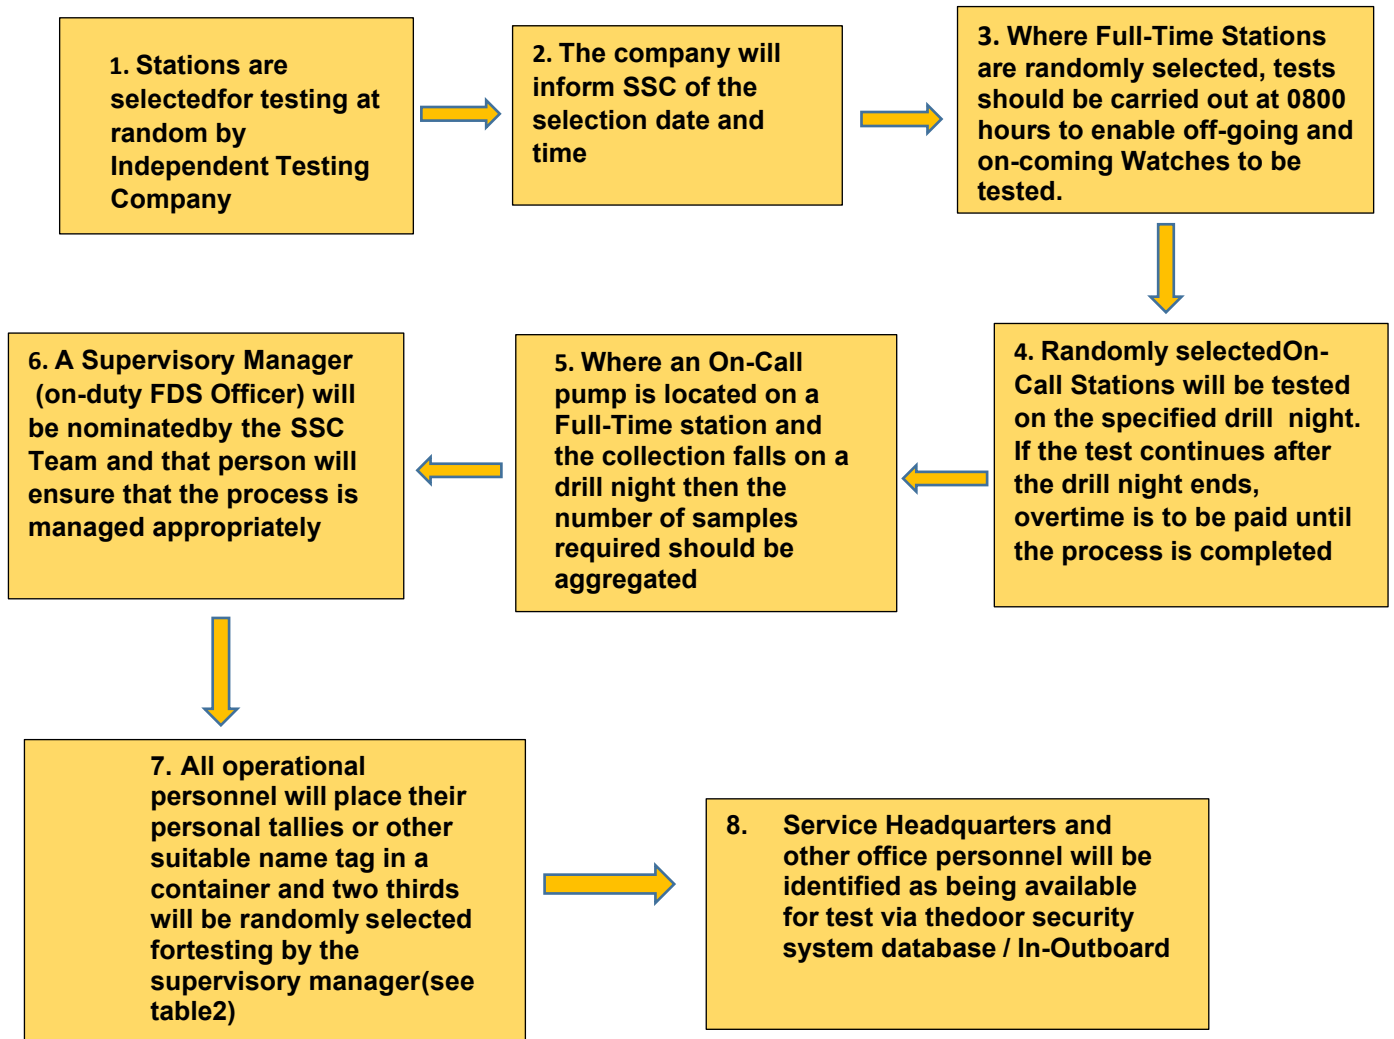 1. Stations are
selectedfor testing at
random by
Independent Testing
Company
2. The company will
inform SSC of the
selection date and
time
3. Where Full-Time Stations
are randomly selected, tests
should be carried out at 0800
hours to enable off-going and
on-coming Watches to be
tested.
4. Randomly selectedOn-
Call Stations will be tested
on the specified drill night.
If the test continues after
the drill night ends,
overtime is to be paid until
the process is completed
5. Where an On-Call
pump is located on a
Full-Time station and
the collection falls on a
drill night then the
number of samples
required should be
aggregated
6. A Supervisory Manager
(on-duty FDS Officer) will
be nominatedby the SSC
Team and that person will
ensure that the process is
managed appropriately
7. All operational
personnel will place their
personal tallies or other
suitable name tag in a
container and two thirds
will be randomly selected
fortesting by the
supervisory manager(see
table2)
8. Service Headquarters and
other office personnel will be
identified as being available
for test via thedoor security
system database / In-Outboard